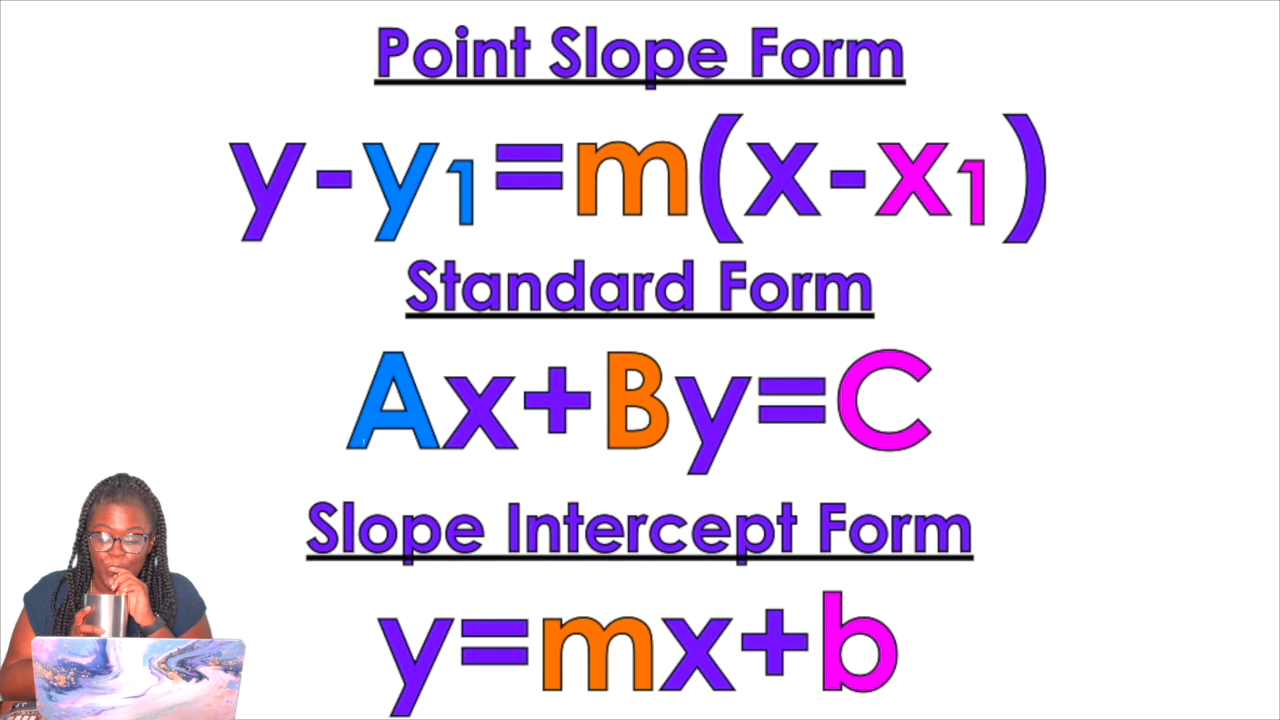 Point Slope Form
y-y₁=m(x-x₁)
Standard Form
Ax+By=C
Slope Intercept Form
y=mx+b